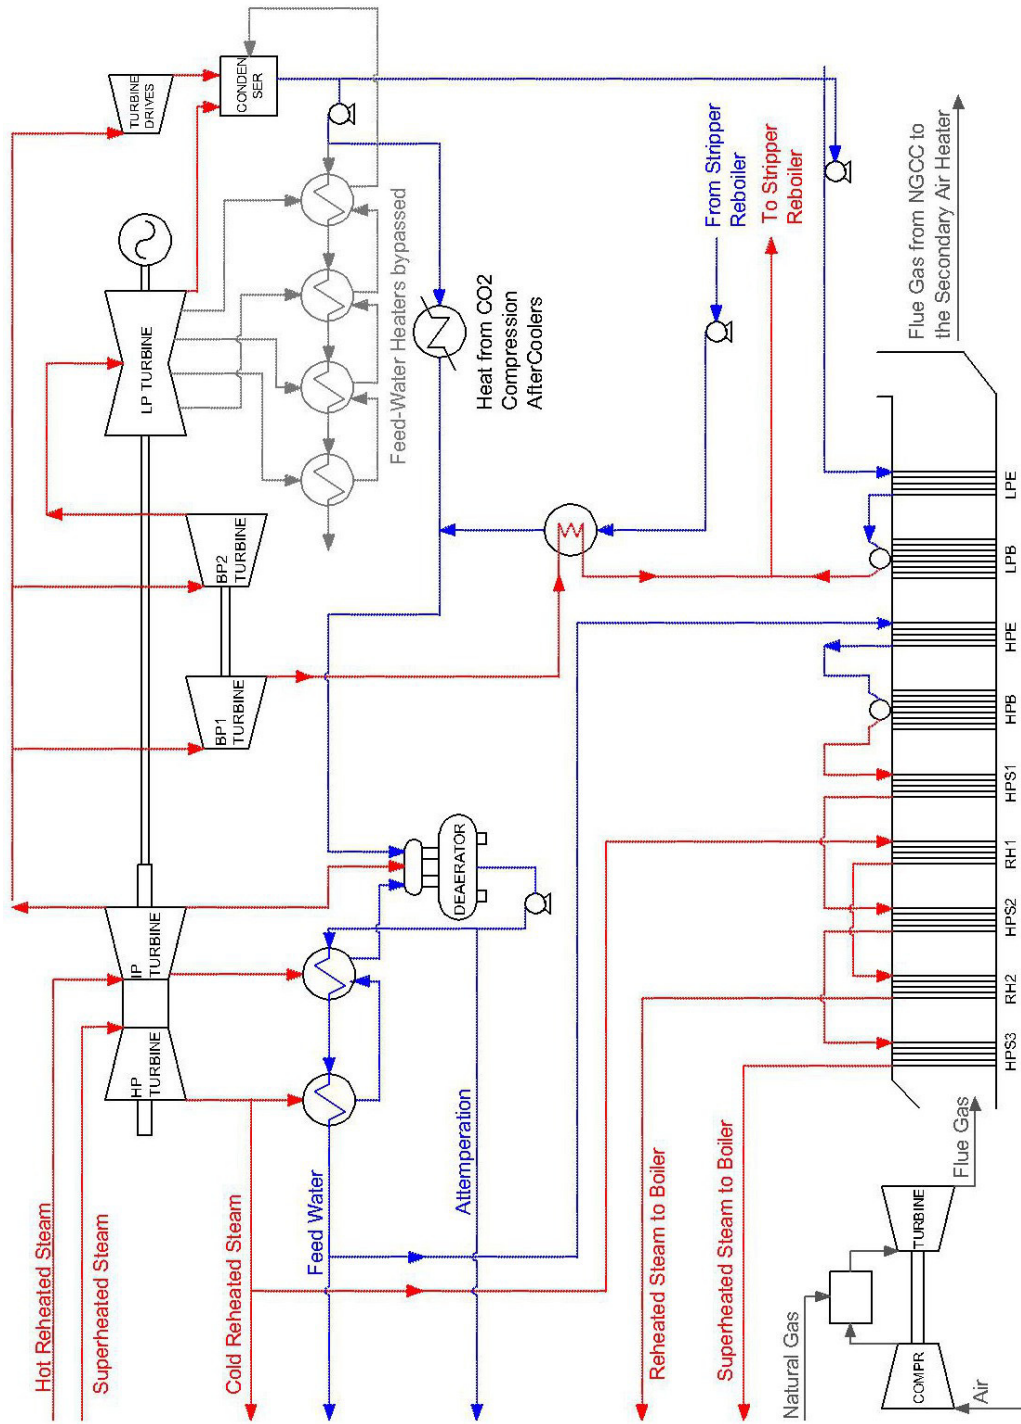 Hot Reheated Steam
Superheated Steam
HP
TURBINE
IP
TURBINE
LP TURBINE
TURBINE
DRIVES
CONDEN
SER
BP1
TURBINE
BP2
TURBINE
Cold Reheated Steam
Feed Water
Attemperation
DEAERATOR
Feed-Water Heaters bypassed
Heat from CO2
Compression
AfterCoolers
From Stripper
Reboiler
To Stripper
Reboiler
Reheated Steam to Boiler
Superheated Steam to Boiler
Natural Gas
COMPR
TURBINE
Air
Flue Gas
Flue Gas from NGCC to
the Secondary Air Heater
HPS3
RH2
HPS2
RH1
HPS1
HPB
HPE
LPB
LPE